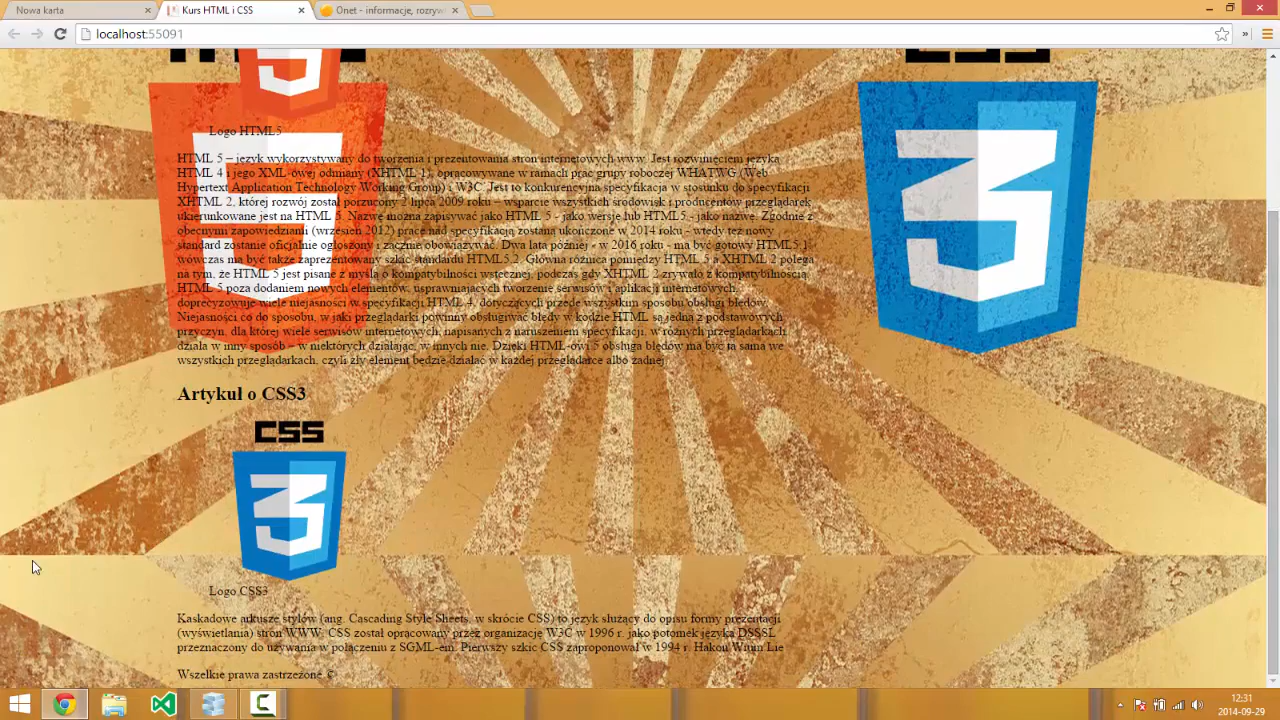 Nowa karta
Kurs HTML i CSS
Onet - informacje, rozryw
localhost:55091
Logo HTML5
HTML 5 – język wykorzystywany do tworzenia i prezentowania stron internetowych www. Jest rozwinięciem języka
HTML 4 i jego XML-owej odmiany (XHTML 1), opracowywane w ramach prac grupy roboczej WHATWG (Web
Hypertext Application Technology Working Group) i W3C. Jest to konkurencyjna specyfikacja w stosunku do specyfikacji
XHTML 2, której rozwój został porzucony 2 lipca 2009 roku – wsparcie wszystkich środowisk i producentów przeglądarek
ukierunkowane jest na HTML 5. Nazwę można zapisywać jako HTML 5 - jako wersję lub HTML5 - jako nazwę. Zgodnie z
obecnymi zapowiedziami (wrzesień 2012) prace nad specyfikacją zostaną ukończone w 2014 roku - wtedy też nowy
standard zostanie oficjalnie ogłoszony i zacznie obowiązywać. Dwa lata później - w 2016 roku - ma być gotowy HTML5.1
wówczas ma być także zaprezentowany szkic standardu HTML5.2. Główna różnica pomiędzy HTML 5 a XHTML 2 polega
na tym, że HTML 5 jest pisane z myślą o kompatybilności wstecznej, podczas gdy XHTML 2 zrywało z kompatybilnością.
HTML 5 poza dodaniem nowych elementów, usprawniających tworzenie serwisów i aplikacji internetowych,
doprecyzowuje wiele niejasności w specyfikacji HTML 4, dotyczących przede wszystkim sposobu obsługi błędów.
Niejasności co do sposobu, w jaki przeglądarki powinny obsługiwać błędy w kodzie HTML są jedną z podstawowych
przyczyn, dla której wiele serwisów internetowych, napisanych z naruszeniem specyfikacji, w różnych przeglądarkach
działa w inny sposób – w niektórych działając, w innych nie. Dzięki HTML-owi 5 obsługa błędów ma być ta sama we
wszystkich przeglądarkach, czyli zły element będzie działać w każdej przeglądarce albo żadnej.
Artykuł o CSS3
CSS
Logo CSS3
Kaskadowe arkusze stylów (ang. Cascading Style Sheets, w skrócie CSS) to język służący do opisu formy prezentacji
(wyświetlania) stron WWW. CSS został opracowany przez organizację W3C w 1996 r. jako potomek języka DSSSL
przeznaczony do używania w połączeniu z SGML-em. Pierwszy szkic CSS zaproponował w 1994 r. Håkon Wium Lie
Wszelkie prawa zastrzeżone ©
12:31
2014-09-29